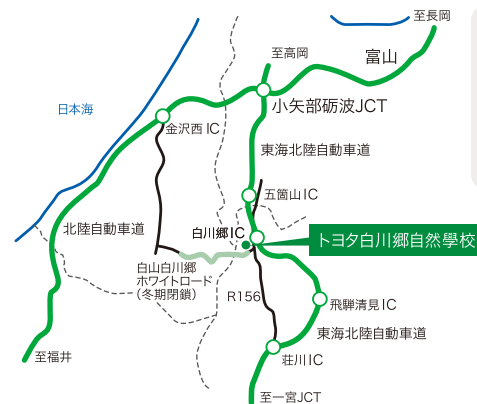 至長岡
至高岡
富山
小矢部砺波JCT
日本海
金沢西IC
東海北陸自動車道
五箇山IC
北陸自動車道
白川郷IC
トヨタ白川郷自然學校
白山白川郷
ホワイトロード
（冬期閉鎖）
R156
飛騨清見IC
東海北陸自動車道
至福井
荘川IC
至一宮JCT